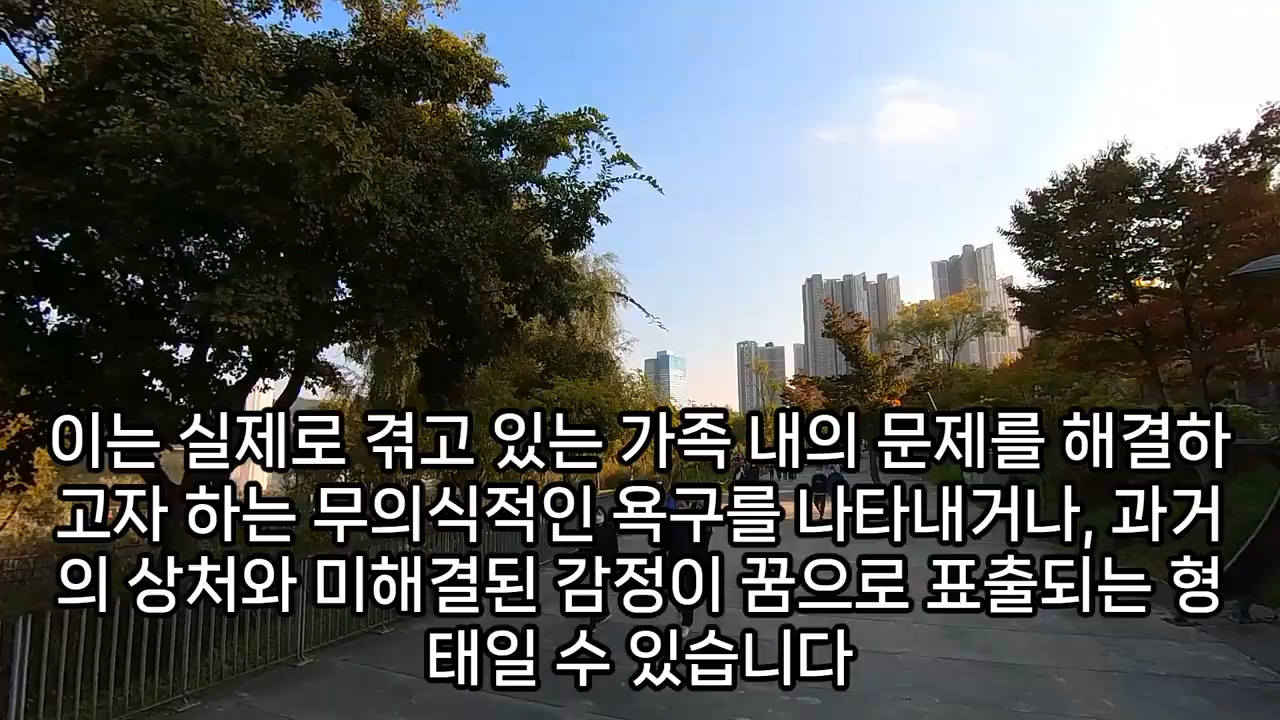 이는 실제로 겪고 있는 가족 내의 문제를 해결하
고자 하는 무의식적인 욕구를 나타내거나, 과거
의 상처와 미해결된 감정이 꿈으로 표출되는 형
태일 수 있습니다